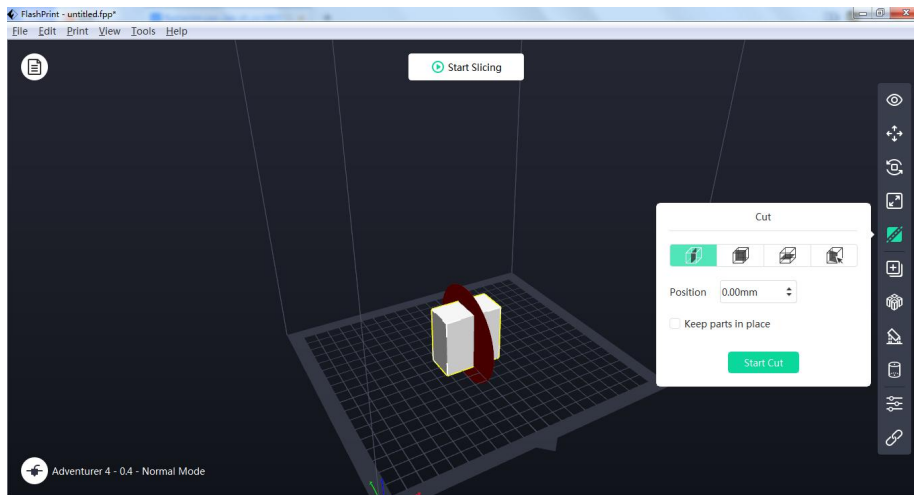 FlashPrint - untitled.fpp*
File Edit Print View Tools Help
Start Slicing
Cut
Position 0.00mm
Keep parts in place
Start Cut
Adventurer 4 - 0.4 - Normal Mode